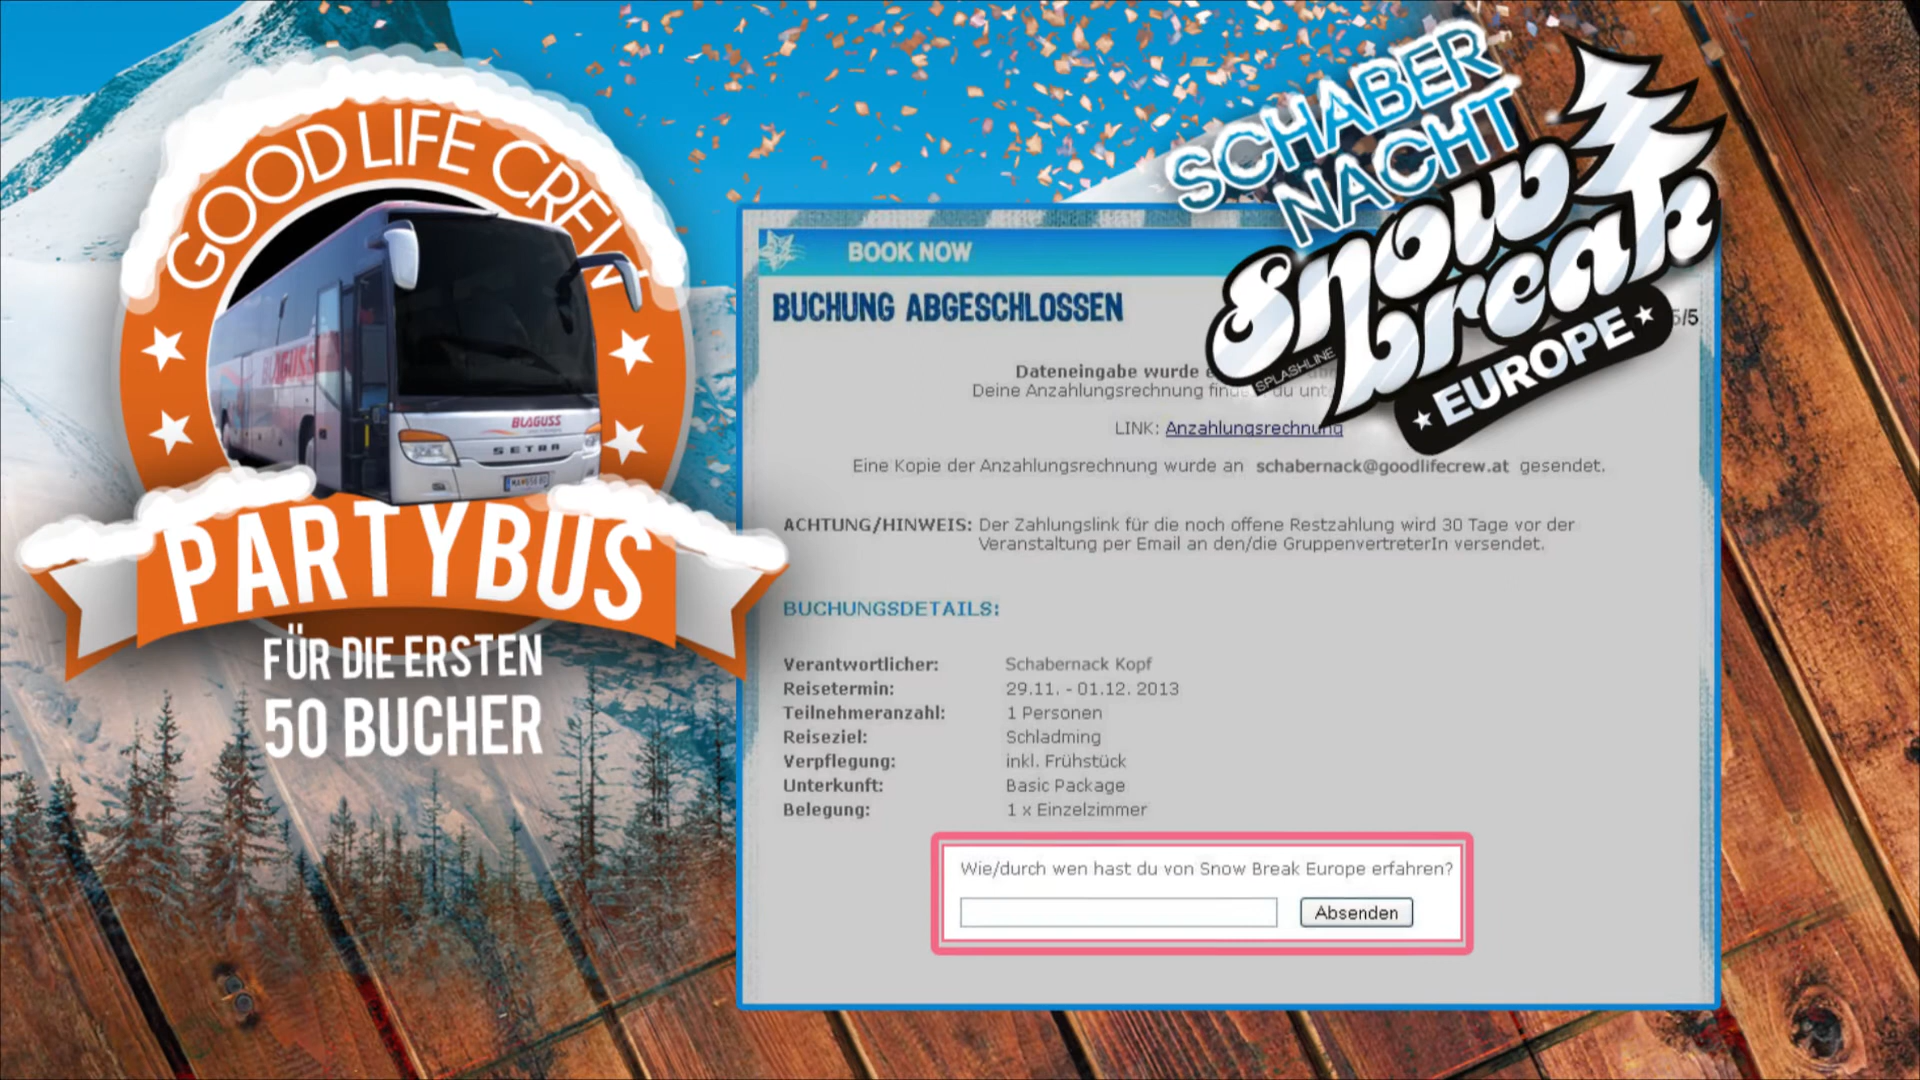 GOOD LIFE CREW
BLAGUSS
BLAGUSS
SETRA
PARTYBUS
FÜR DIE ERSTEN
50 BUCHER
SCHABER
NACHT
Snow
break
SPLASHLINE
EUROPE
BOOK NOW
BUCHUNG ABGESCHLOSSEN
5/5
Dateneingabe wurde
Deine Anzahlungsrechnung findest du unt
LINK: Anzahlungsrechnung
Eine Kopie der Anzahlungsrechnung wurde an schabernack@goodlifecrew.at gesendet.
ACHTUNG/HINWEIS: Der Zahlungslink für die noch offene Restzahlung wird 30 Tage vor der
Veranstaltung per Email an den/die GruppenvertreterIn versendet.
BUCHUNGSDETAILS:
Verantwortlicher: Schabernack Kopf
Reisetermin: 29.11. - 01.12. 2013
Teilnehmeranzahl: 1 Personen
Reiseziel: Schladming
Verpflegung: inkl. Frühstück
Unterkunft: Basic Package
Belegung: 1 x Einzelzimmer
Wie/durch wen hast du von Snow Break Europe erfahren?
Absenden